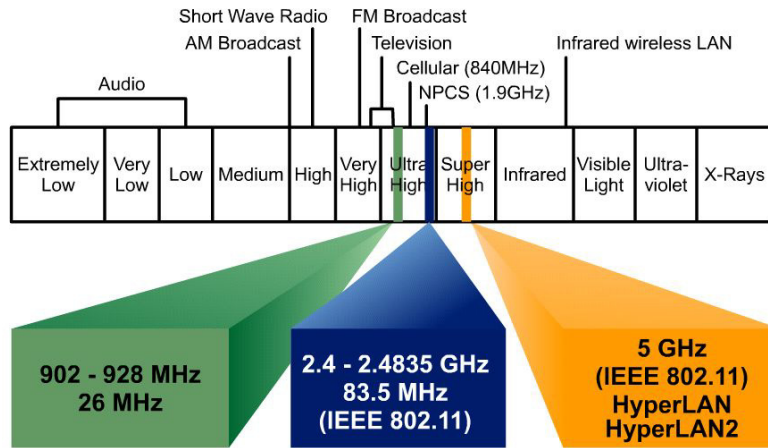 Short Wave Radio
FM Broadcast
AM Broadcast
Television
Infrared wireless LAN
Cellular (840MHz)
Audio
NPCS (1.9GHz)
Extremely
Low
Very
Low
Low
Medium
High
Very
High
Ultra
High
Super
High
Infrared
Visible
Light
Ultra-
violet
X-Rays
902 - 928 MHz
26 MHz
2.4 - 2.4835 GHz
83.5 MHz
(IEEE 802.11)
5 GHz
(IEEE 802.11)
HyperLAN
HyperLAN2